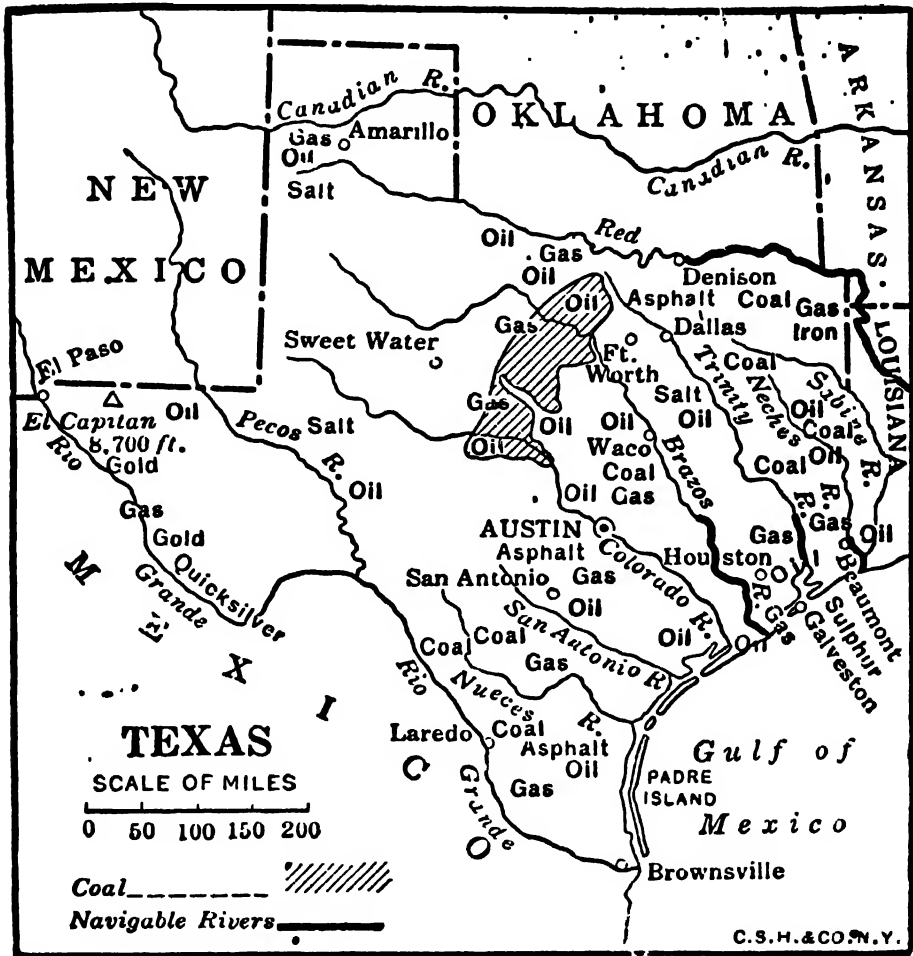 Canadian R.
OKLAHOMA
ARKANSAS.
Gas
Amarillo
Oil
Salt
Canadian R.
NEW
MEXICO
Oil
Red
Gas
Oil
Denison
Oil
Asphalt
Coal
Gas
Iron
LOUISIANA
Gas
Dallas
Sweet Water
Ft.
Worth
Coal
El Paso
Trinity R.
Neches R.
Sabine R.
Salt
Gas
Oil
Oil
El Capitan
8,700 ft.
Oil
Pecos R.
Salt
Oil
Oil
Waco
Brazos R.
Coal
Oil
Oil
Coal
Coal
Gold
Rio Grande
Oil
Oil
Gas
Gas
AUSTIN
Gas
Gas
Oil
Gold
Asphalt
Colorado R.
Houston
Oil
Beaumont
Quicksilver
San Antonio
Gas
Oil
Gas
Sulphur
Galveston
MEXICO
San Antonio R.
Oil
Oil
Coal
Coal
Rio Grande
Gas
Nueces R.
TEXAS
Laredo
Coal
Asphalt
Oil
Gas
Gulf of
Mexico
SCALE OF MILES
0 50 100 150 200
PADRE
ISLAND
Brownsville
Coal
Navigable Rivers
C.S.H.&CO.N.Y.